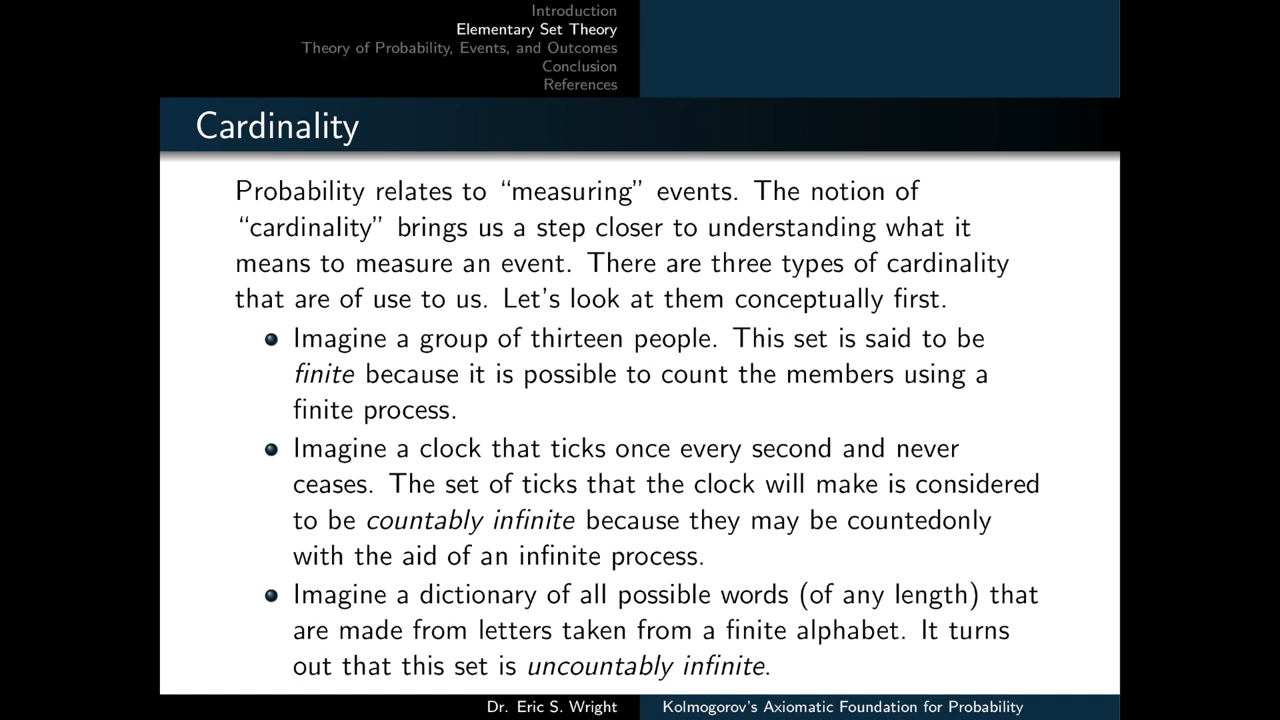 Introduction
Elementary Set Theory
Theory of Probability, Events, and Outcomes
Conclusion
References
Cardinality
Probability relates to “measuring” events. The notion of
“cardinality” brings us a step closer to understanding what it
means to measure an event. There are three types of cardinality
that are of use to us. Let's look at them conceptually first.
Imagine a group of thirteen people. This set is said to be
finite because it is possible to count the members using a
finite process.
Imagine a clock that ticks once every second and never
ceases. The set of ticks that the clock will make is considered
to be countably infinite because they may be countedonly
with the aid of an infinite process.
Imagine a dictionary of all possible words (of any length) that
are made from letters taken from a finite alphabet. It turns
out that this set is uncountably infinite.
Dr. Eric S. Wright
Kolmogorov's Axiomatic Foundation for Probability